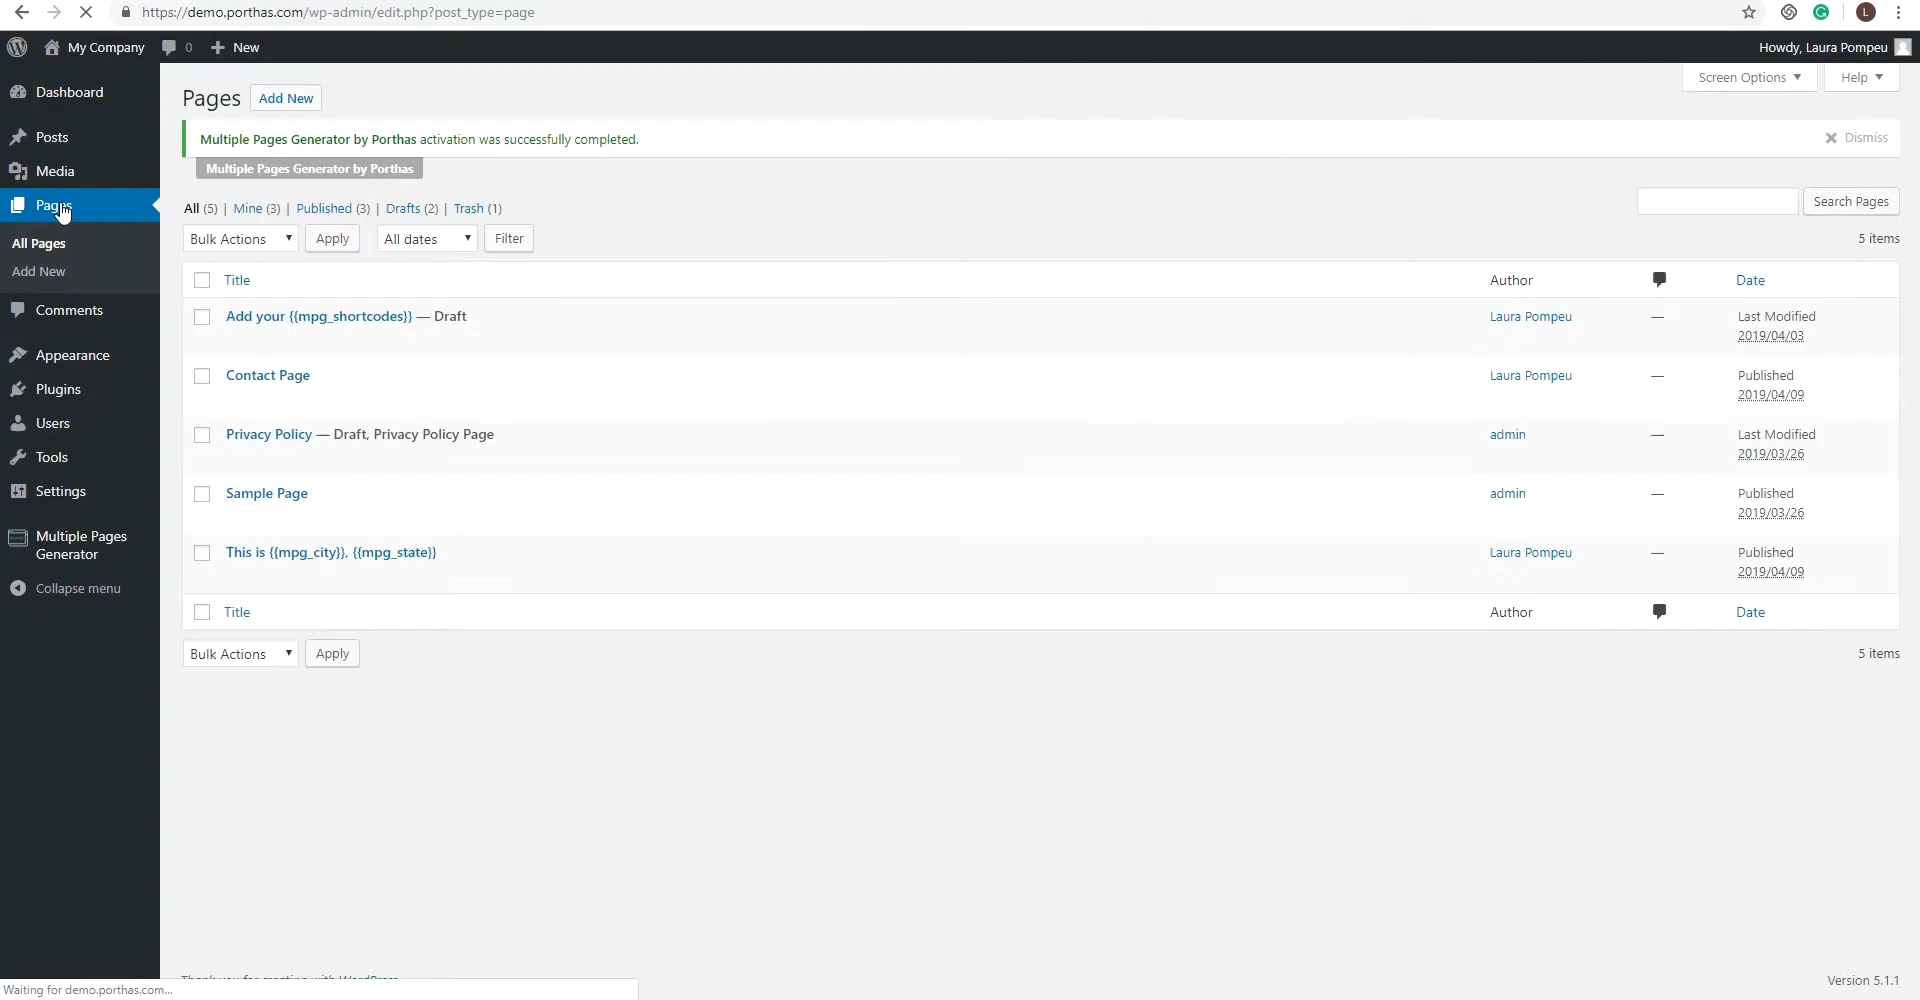 https://demo.porthas.com/wp-admin/edit.php?post_type=page
L
My Company 0 New Howdy, Laura Pompeu
Screen Options ▼ Help ▼
Dashboard
Posts
Media
Pages
All Pages
Add New
Comments
Appearance
Plugins
Users
Tools
Settings
Multiple Pages
Generator
Collapse menu
Pages Add New
Multiple Pages Generator by Porthas activation was successfully completed. Dismiss
Multiple Pages Generator by Porthas
All (5) | Mine (3) | Published (3) | Drafts (2) | Trash (1) Search Pages
Bulk Actions Apply All dates Filter 5 items
Title Author Date
Add your {{mpg_shortcodes}} — Draft Laura Pompeu — Last Modified
2019/04/03
Contact Page Laura Pompeu — Published
2019/04/09
Privacy Policy — Draft, Privacy Policy Page admin — Last Modified
2019/03/26
Sample Page admin — Published
2019/03/26
This is {{mpg_city}}, {{mpg_state}} Laura Pompeu — Published
2019/04/09
Title Author Date
Bulk Actions Apply 5 items
Version 5.1.1
Waiting for demo.porthas.com...